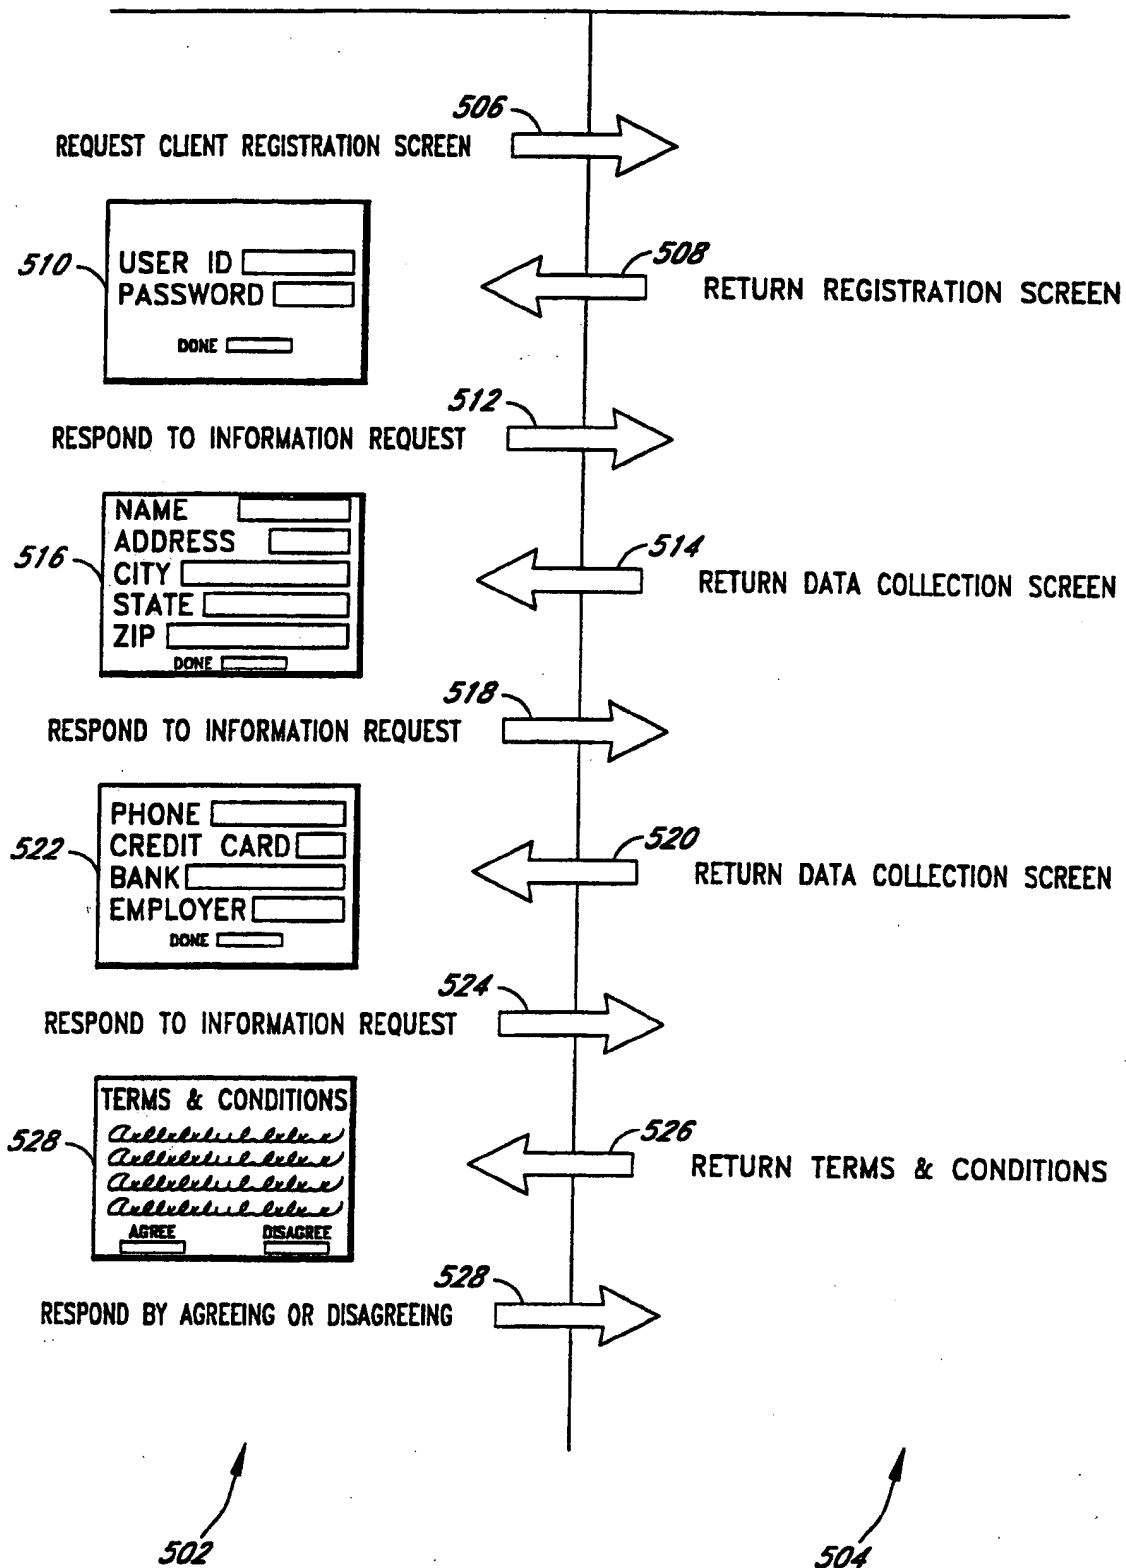 506
REQUEST CLIENT REGISTRATION SCREEN
510
USER ID
PASSWORD
DONE
508
RETURN REGISTRATION SCREEN
512
RESPOND TO INFORMATION REQUEST
516
NAME
ADDRESS
CITY
STATE
ZIP
DONE
514
RETURN DATA COLLECTION SCREEN
518
RESPOND TO INFORMATION REQUEST
522
PHONE
CREDIT CARD
BANK
EMPLOYER
DONE
520
RETURN DATA COLLECTION SCREEN
524
RESPOND TO INFORMATION REQUEST
528
TERMS & CONDITIONS
AGREE DISAGREE
526
RETURN TERMS & CONDITIONS
528
RESPOND BY AGREEING OR DISAGREEING
502
504